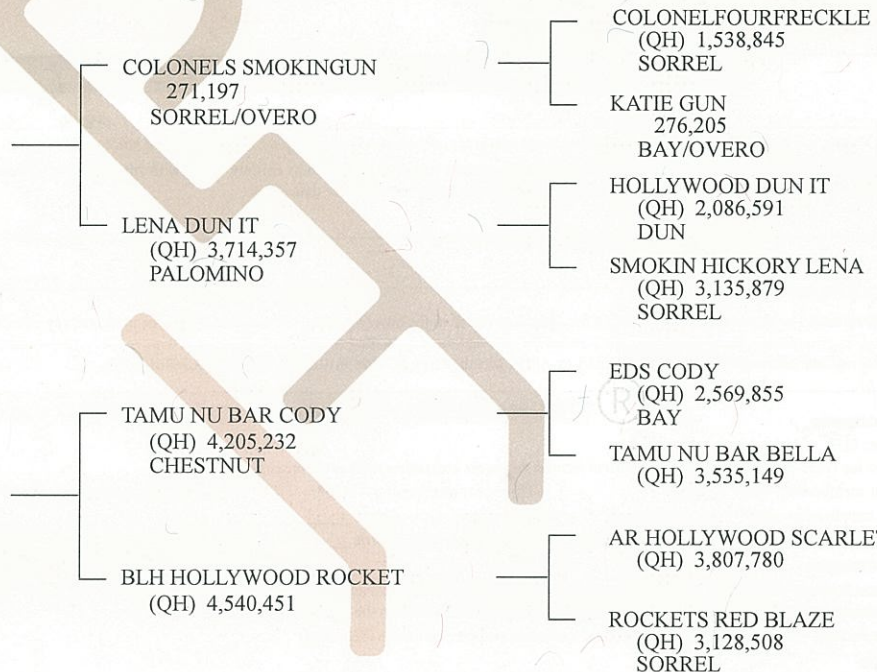 COLONELS SMOKINGUN
271,197
SORREL/OVERO
LENA DUN IT
(QH) 3,714,357
PALOMINO
TAMU NU BAR CODY
(QH) 4,205,232
CHESTNUT
BLH HOLLYWOOD ROCKET
(QH) 4,540,451
COLONELFOURFRECKLE
(QH) 1,538,845
SORREL
KATIE GUN
276,205
BAY/OVERO
HOLLYWOOD DUN IT
(QH) 2,086,591
DUN
SMOKIN HICKORY LENA
(QH) 3,135,879
SORREL
EDS CODY
(QH) 2,569,855
BAY
TAMU NU BAR BELLA
(QH) 3,535,149
AR HOLLYWOOD SCARLET
(QH) 3,807,780
ROCKETS RED BLAZE
(QH) 3,128,508
SORREL
®